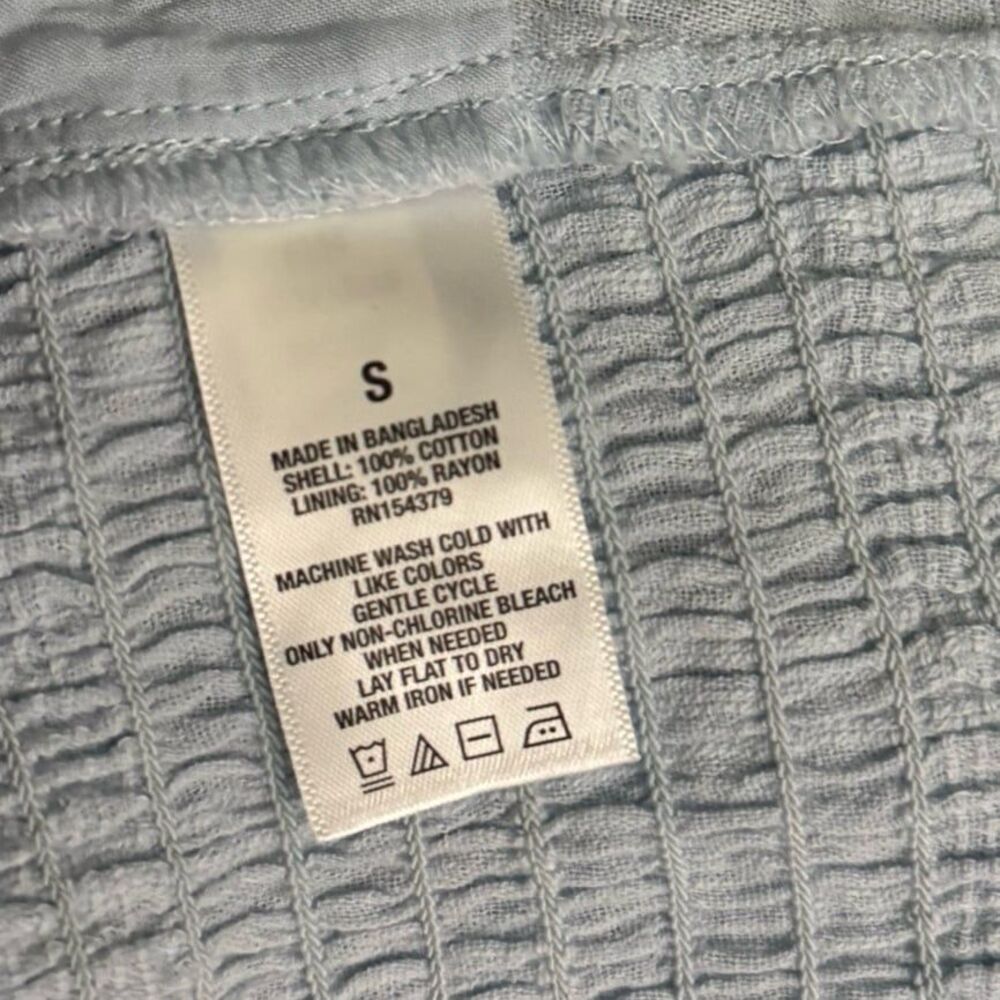 S
MADE IN BANGLADESH
SHELL: 100% COTTON
LINING: 100% RAYON
RN154379
MACHINE WASH COLD WITH
LIKE COLORS
GENTLE CYCLE
ONLY NON-CHLORINE BLEACH
WHEN NEEDED
LAY FLAT TO DRY
WARM IRON IF NEEDED